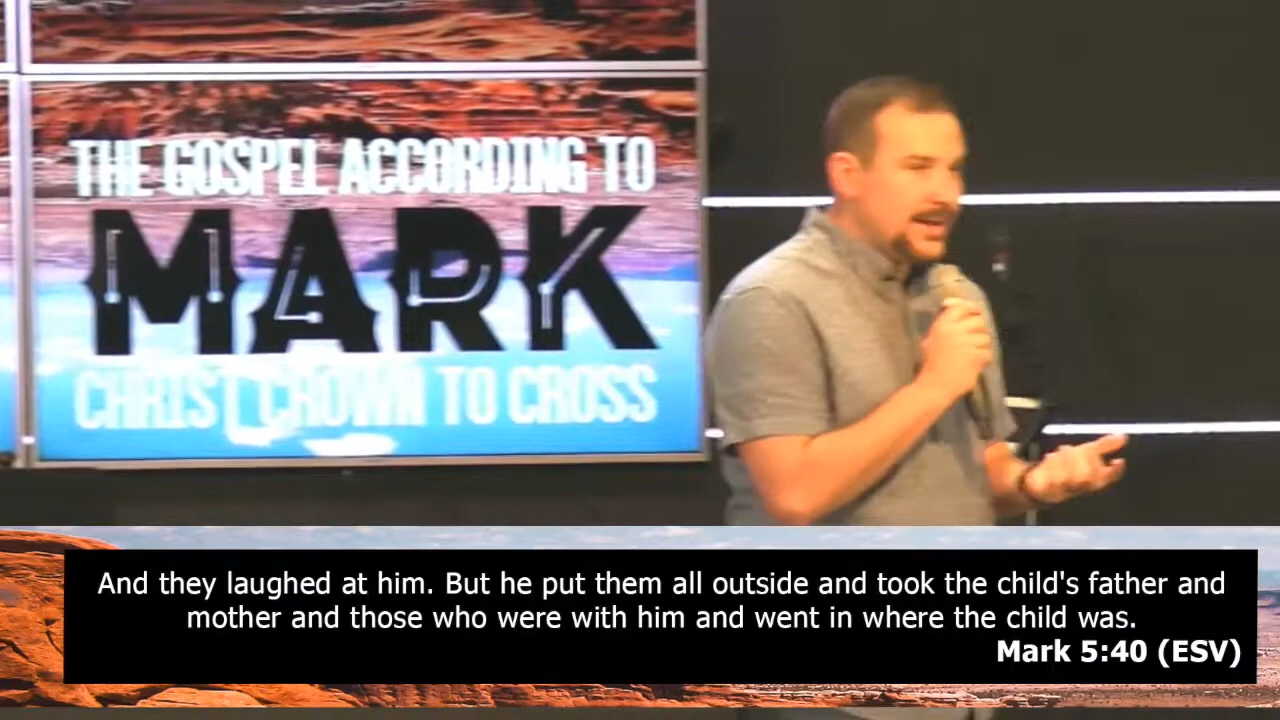 THE GOSPEL ACCORDING TO
MARK
CHRIST CROWN TO CROSS
And they laughed at him. But he put them all outside and took the child's father and
mother and those who were with him and went in where the child was.
Mark 5:40 (ESV)